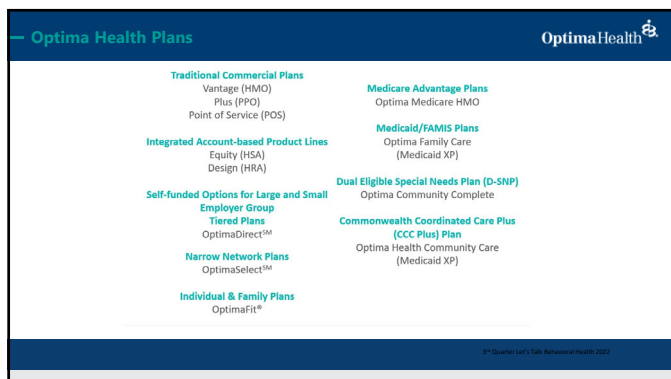 Optima Health Plans
OptimaHealth
Traditional Commercial Plans
Vantage (HMO)
Plus (PPO)
Point of Service (POS)
Integrated Account-based Product Lines
Equity (HSA)
Design (HRA)
Self-funded Options for Large and Small
Employer Group
Tiered Plans
OptimaDirect℠
Narrow Network Plans
OptimaSelect℠
Individual & Family Plans
OptimaFit®
Medicare Advantage Plans
Optima Medicare HMO
Medicaid/FAMIS Plans
Optima Family Care
(Medicaid XP)
Dual Eligible Special Needs Plan (D-SNP)
Optima Community Complete
Commonwealth Coordinated Care Plus
(CCC Plus) Plan
Optima Health Community Care
(Medicaid XP)
3rd Quarter Let's Talk Behavioral Health 2022